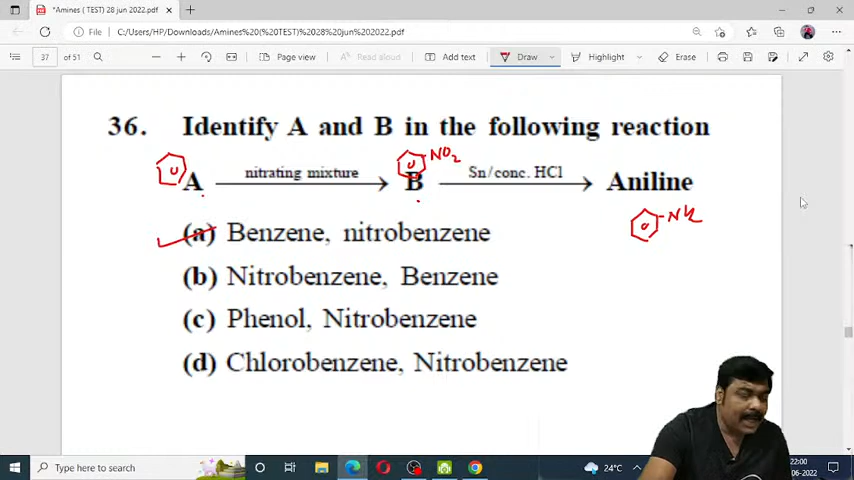 *Amines ( TEST) 28 jun 2022.pdf
File C:/Users/HP/Downloads/Amines%20(%20TEST)%2028%20jun%202022.pdf
37 of 51 Page view Read aloud Add text Draw Highlight Erase
36. Identify A and B in the following reaction
A nitrating mixture B Sn/conc. HCl Aniline
NO2
NH2
(a) Benzene, nitrobenzene
(b) Nitrobenzene, Benzene
(c) Phenol, Nitrobenzene
(d) Chlorobenzene, Nitrobenzene
Type here to search 24°C 22:00
-06-2022